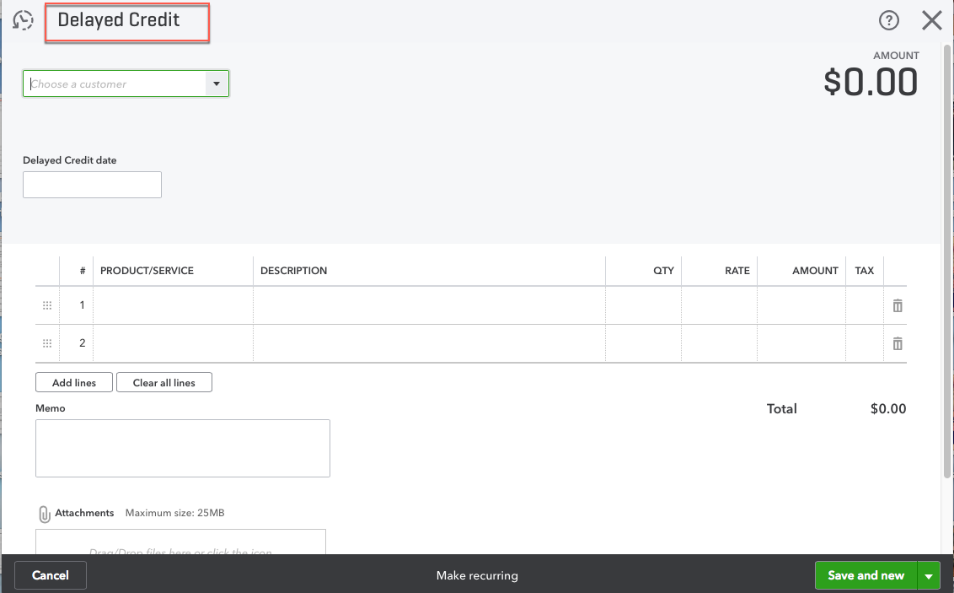 Delayed Credit
AMOUNT
$0.00
Choose a customer
Delayed Credit date
# PRODUCT/SERVICE DESCRIPTION QTY RATE AMOUNT TAX
1
2
Add lines Clear all lines
Memo Total $0.00
Attachments Maximum size: 25MB
Drag/Drop files here or click the icon
Cancel Make recurring Save and new